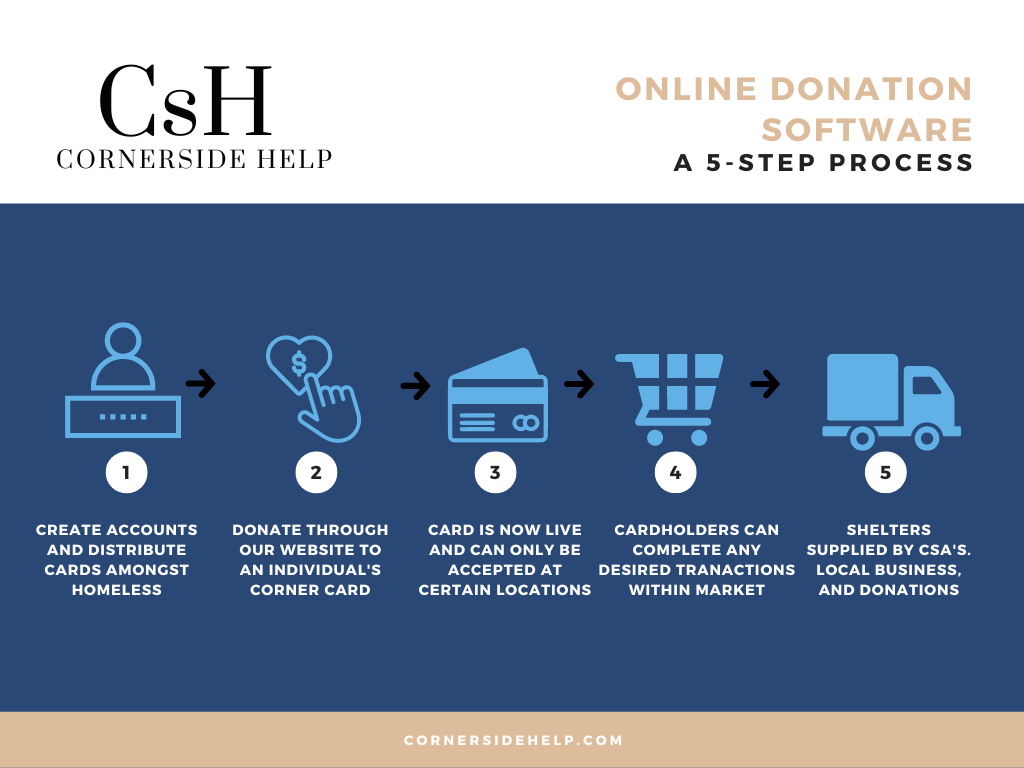 CsH
CORNERSIDE HELP
ONLINE DONATION
SOFTWARE
A 5-STEP PROCESS
$
1
CREATE ACCOUNTS
AND DISTRIBUTE
CARDS AMONGST
HOMELESS
2
DONATE THROUGH
OUR WEBSITE TO
AN INDIVIDUAL'S
CORNER CARD
3
CARD IS NOW LIVE
AND CAN ONLY BE
ACCEPTED AT
CERTAIN LOCATIONS
4
CARDHOLDERS CAN
COMPLETE ANY
DESIRED TRANACTIONS
WITHIN MARKET
5
SHELTERS
SUPPLIED BY CSA'S.
LOCAL BUSINESS,
AND DONATIONS
CORNERSIDEHELP.COM